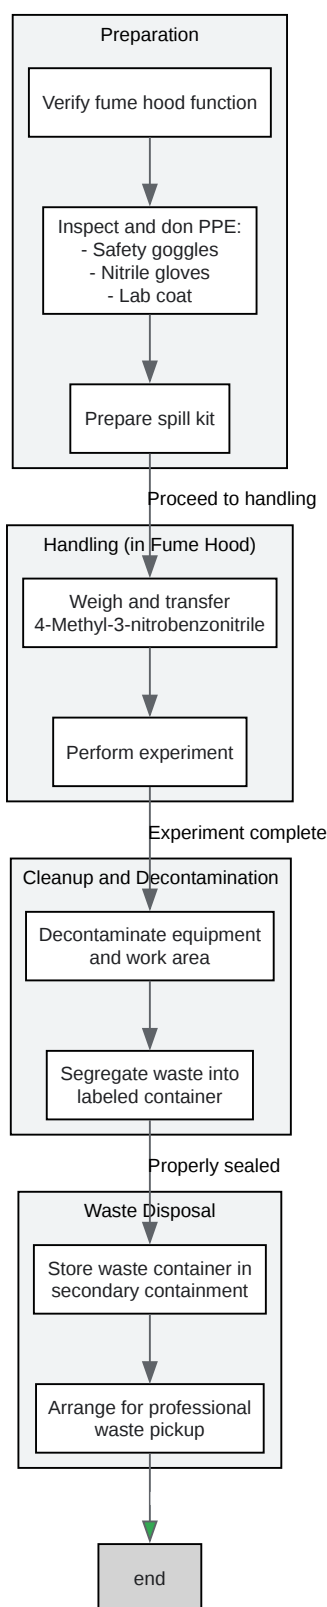 Preparation
Verify fume hood function
Inspect and don PPE:
- Safety goggles
- Nitrile gloves
- Lab coat
Prepare spill kit
Proceed to handling
Handling (in Fume Hood)
Weigh and transfer
4-Methyl-3-nitrobenzonitrile
Perform experiment
Experiment complete
Cleanup and Decontamination
Decontaminate equipment
and work area
Segregate waste into
labeled container
Properly sealed
Waste Disposal
Store waste container in
secondary containment
Arrange for professional
waste pickup
end